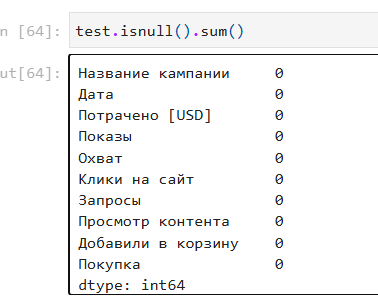 n [64]: test.isnull().sum()
ut[64]:
Название кампании 0
Дата 0
Потрачено [USD] 0
Показы 0
Охват 0
Клики на сайт 0
Запросы 0
Просмотр контента 0
Добавили в корзину 0
Покупка 0
dtype: int64